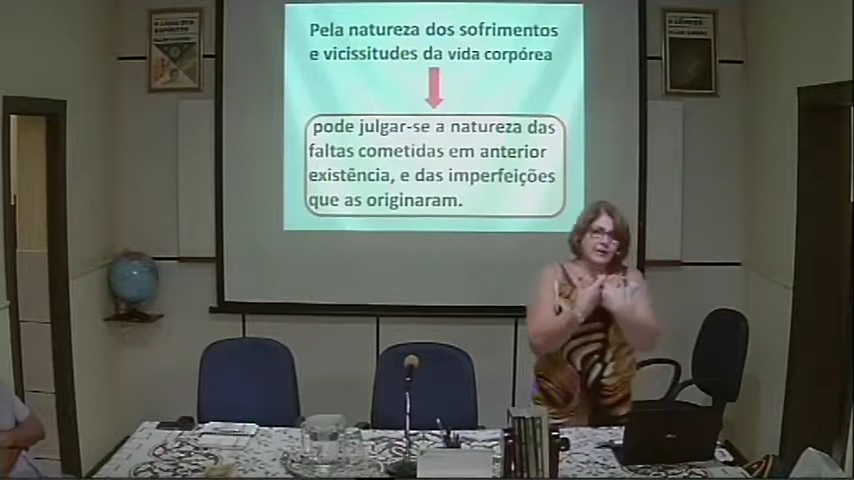 Pela natureza dos sofrimentos
e vicissitudes da vida corpórea
pode julgar-se a natureza das
faltas cometidas em anterior
existência, e das imperfeições
que as originaram.